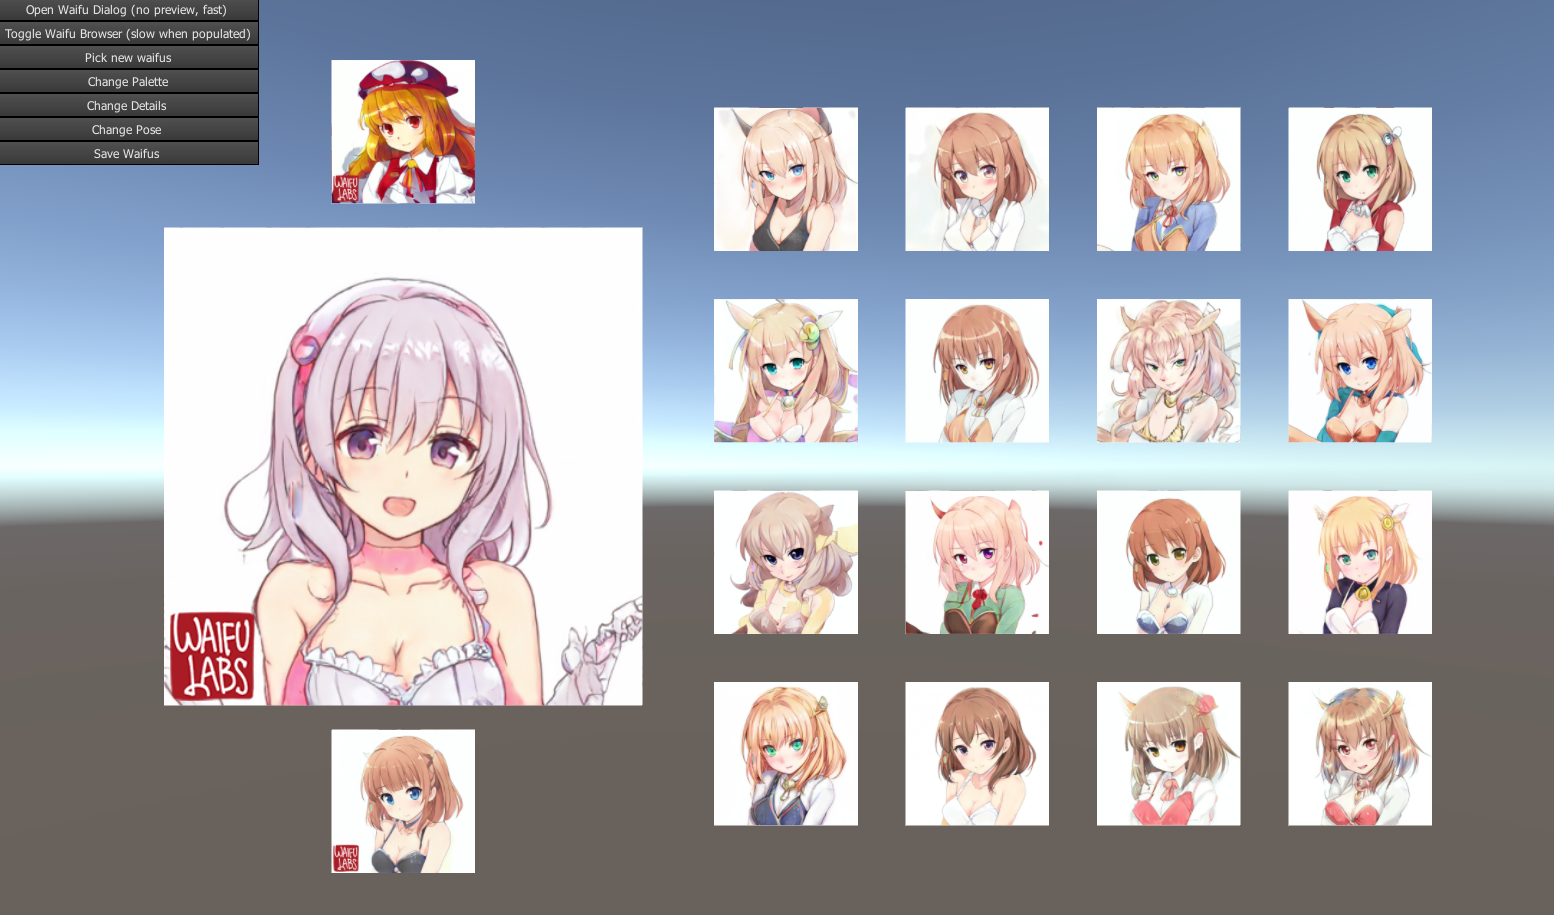 Open Waifu Dialog (no preview, fast)
Toggle Waifu Browser (slow when populated)
Pick new waifus
Change Palette
Change Details
Change Pose
Save Waifus
WAIFU
LABS
WAIFU
LABS
WAIFU
LABS